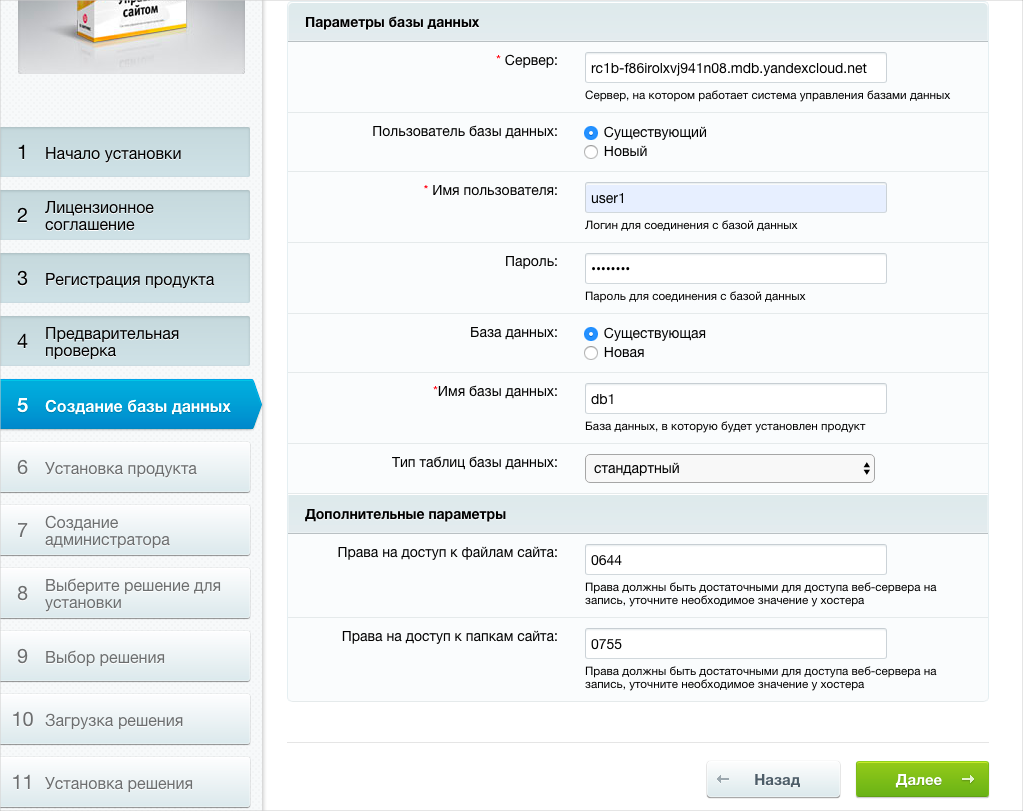 Управление
сайтом
1 Начало установки
2 Лицензионное
соглашение
3 Регистрация продукта
4 Предварительная
проверка
5 Создание базы данных
6 Установка продукта
7 Создание
администратора
8 Выберите решение для
установки
9 Выбор решения
10 Загрузка решения
11 Установка решения
Параметры базы данных
* Сервер:
rc1b-f86irolxvj941n08.mdb.yandexcloud.net
Сервер, на котором работает система управления базами данных
Пользователь базы данных:
Существующий
Новый
* Имя пользователя:
user1
Логин для соединения с базой данных
Пароль:
••••••••
Пароль для соединения с базой данных
База данных:
Существующая
Новая
*Имя базы данных:
db1
База данных, в которую будет установлен продукт
Тип таблиц базы данных:
стандартный
Дополнительные параметры
Права на доступ к файлам сайта:
0644
Права должны быть достаточными для доступа веб-сервера на
запись, уточните необходимое значение у хостера
Права на доступ к папкам сайта:
0755
Права должны быть достаточными для доступа веб-сервера на
запись, уточните необходимое значение у хостера
← Назад
Далее →